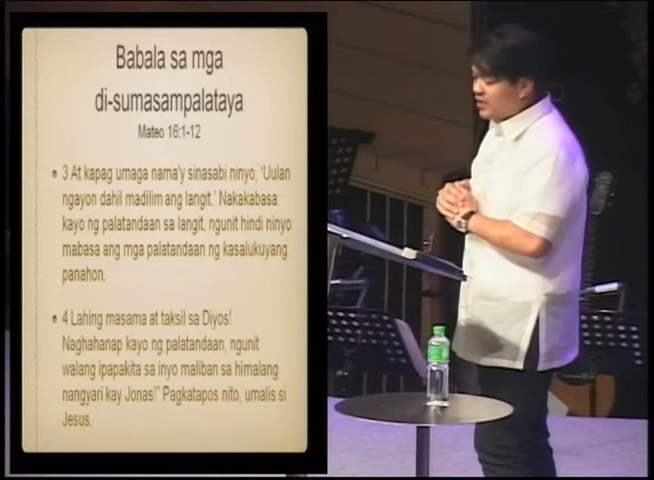 Babala sa mga
di-sumasampalataya
Mateo 16:1-12
• 3 At kapag umaga nama'y sinasabi ninyo, 'Uulan
ngayon dahil madilim ang langit.' Nakakabasa
kayo ng palatandaan sa langit, ngunit hindi ninyo
mabasa ang mga palatandaan ng kasalukuyang
panahon.
• 4 Lahing masama at taksil sa Diyos!
Naghahanap kayo ng palatandaan, ngunit
walang ipapakita sa inyo maliban sa himalang
nangyari kay Jonas!" Pagkatapos nito, umalis si
Jesus.